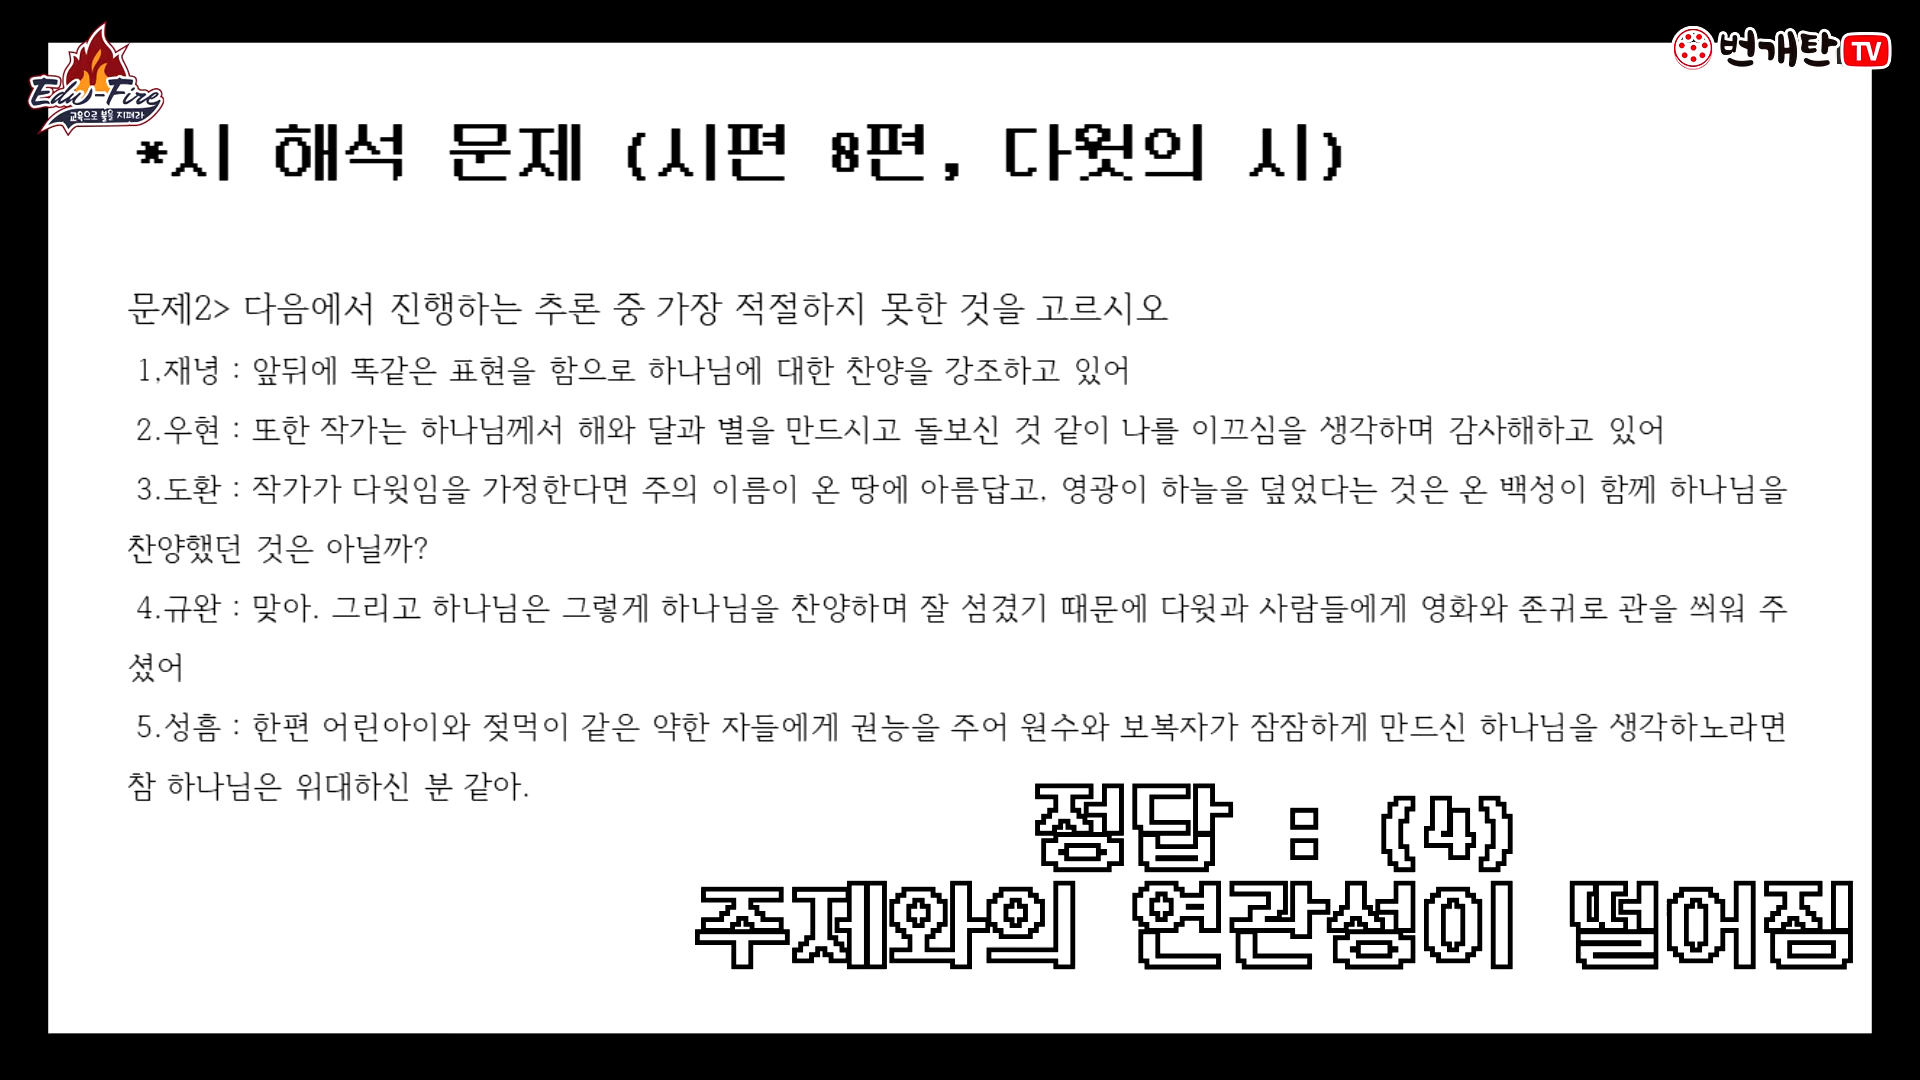 Edu-Fire
교육으로 불을 지펴라
번개탄TV
*시 해석 문제 (시편 8편, 다윗의 시)
문제2> 다음에서 진행하는 추론 중 가장 적절하지 못한 것을 고르시오
1,재녕 : 앞뒤에 똑같은 표현을 함으로 하나님에 대한 찬양을 강조하고 있어
2.우현 : 또한 작가는 하나님께서 해와 달과 별을 만드시고 돌보신 것 같이 나를 이끄심을 생각하며 감사해하고 있어
3.도환 : 작가가 다윗임을 가정한다면 주의 이름이 온 땅에 아름답고, 영광이 하늘을 덮었다는 것은 온 백성이 함께 하나님을
찬양했던 것은 아닐까?
4.규완 : 맞아. 그리고 하나님은 그렇게 하나님을 찬양하며 잘 섬겼기 때문에 다윗과 사람들에게 영화와 존귀로 관을 씌워 주
셨어
5.성흠 : 한편 어린아이와 젖먹이 같은 약한 자들에게 권능을 주어 원수와 보복자가 잠잠하게 만드신 하나님을 생각하노라면
참 하나님은 위대하신 분 같아.
정답 : (4)
주제와의 연관성이 떨어짐